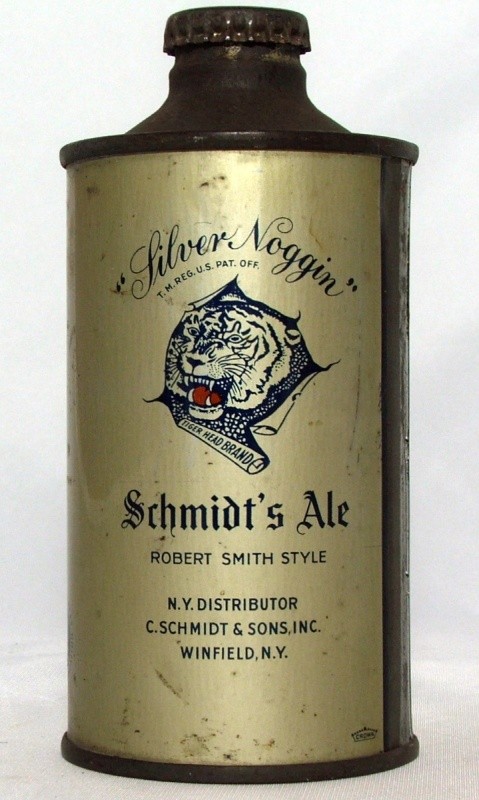 "Silver Noggin"
T.M. REG. U.S. PAT. OFF.
TIGER HEAD BRAND
Schmidt's Ale
ROBERT SMITH STYLE
N.Y. DISTRIBUTOR
C. SCHMIDT & SONS, INC.
WINFIELD, N.Y.
CROWN